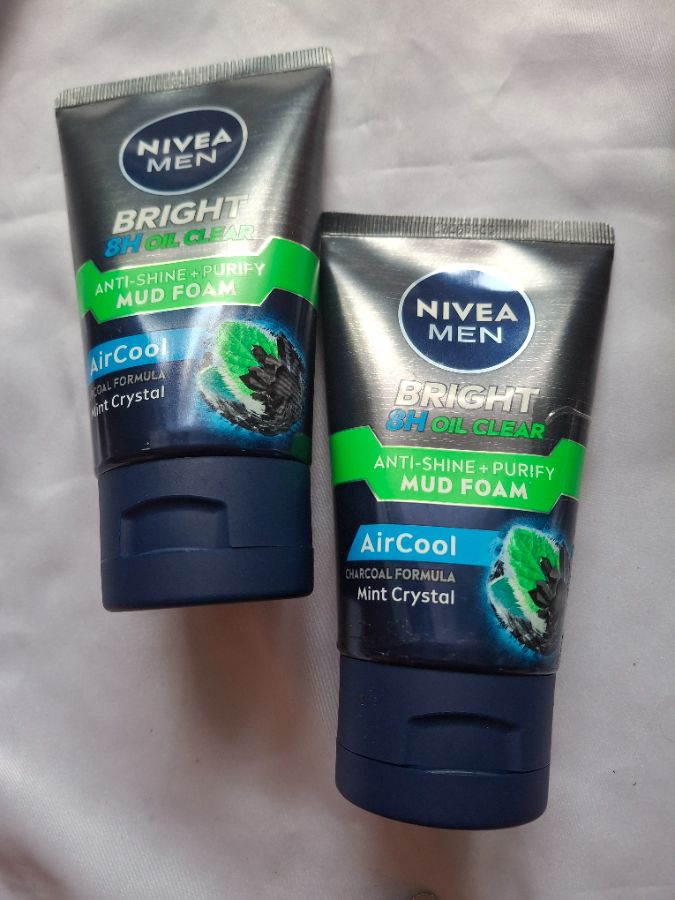 NIVEA
MEN
BRIGHT
8H OIL CLEAR
ANTI-SHINE + PURIFY
MUD FOAM
AirCool
FORMULA
Mint Crystal
NIVEA
MEN
BRIGHT
8H OIL CLEAR
ANTI-SHINE + PURIFY
MUD FOAM
AirCool
CHARCOAL FORMULA
Mint Crystal